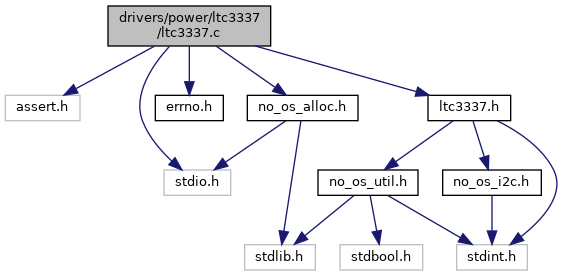 drivers/power/ltc3337
/ltc3337.c
assert.h
errno.h
no_os_alloc.h
ltc3337.h
stdio.h
no_os_util.h
no_os_i2c.h
stdlib.h
stdbool.h
stdint.h